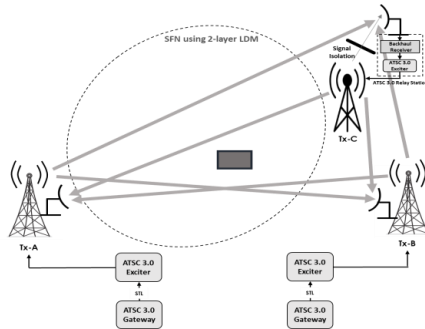 SFN using 2-layer LDM
Signal
Isolation
Backhaul
Receiver
ATSC 3.0
Exciter
ATSC 3.0 Relay Station
Tx-C
Tx-A
Tx-B
ATSC 3.0
Exciter
STL
ATSC 3.0
Gateway
ATSC 3.0
Exciter
STL
ATSC 3.0
Gateway